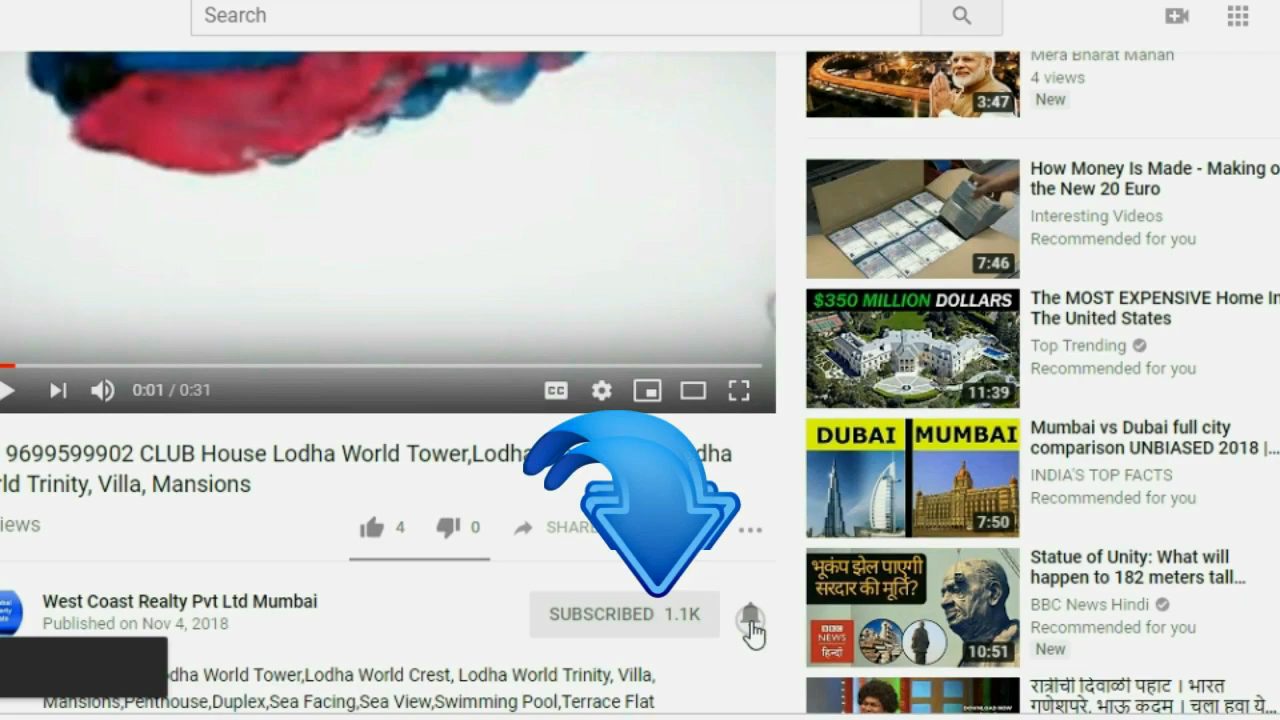 Search
Mera Bharat Mahan
4 views
3:47
New
How Money Is Made - Making o
the New 20 Euro
Interesting Videos
Recommended for you
7:46
$350 MILLION DOLLARS
The MOST EXPENSIVE Home In
The United States
Top Trending
Recommended for you
11:39
0:01 / 0:31
CC
DUBAI MUMBAI
Mumbai vs Dubai full city
comparison UNBIASED 2018 |...
INDIA'S TOP FACTS
Recommended for you
7:50
9699599902 CLUB House Lodha World Tower,Lodha dha
ld Trinity, Villa, Mansions
iews
4
0
SHARE
भूकंप झेल पाएगी
सरदार की मूर्ति?
BBC
NEWS
हिन्दी
10:51
Statue of Unity: What will
happen to 182 meters tall...
BBC News Hindi
Recommended for you
New
West Coast Realty Pvt Ltd Mumbai
Published on Nov 4, 2018
SUBSCRIBED 1.1K
dha World Tower,Lodha World Crest, Lodha World Trinity, Villa,
Mansions,Penthouse,Duplex,Sea Facing,Sea View,Swimming Pool,Terrace Flat
रात्रीची दिवाळी पहाट । भारत
गणेशपुरे, भाऊ कदम । चला हवा ये...
DOWNLOAD NOW